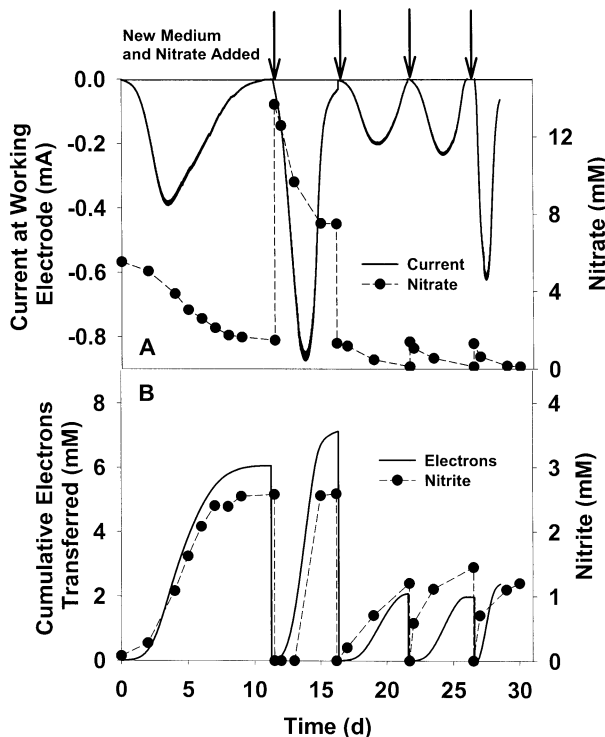 New Medium
and Nitrate Added
0.0
-0.2
-0.4
-0.6
-0.8
Current at Working
Electrode (mA)
12
8
4
0
Nitrate (mM)
Current
Nitrate
A
B
8
6
4
2
0
Cumulative Electrons
Transferred (mM)
4
3
2
1
0
Nitrite (mM)
Electrons
Nitrite
0 5 10 15 20 25 30
Time (d)